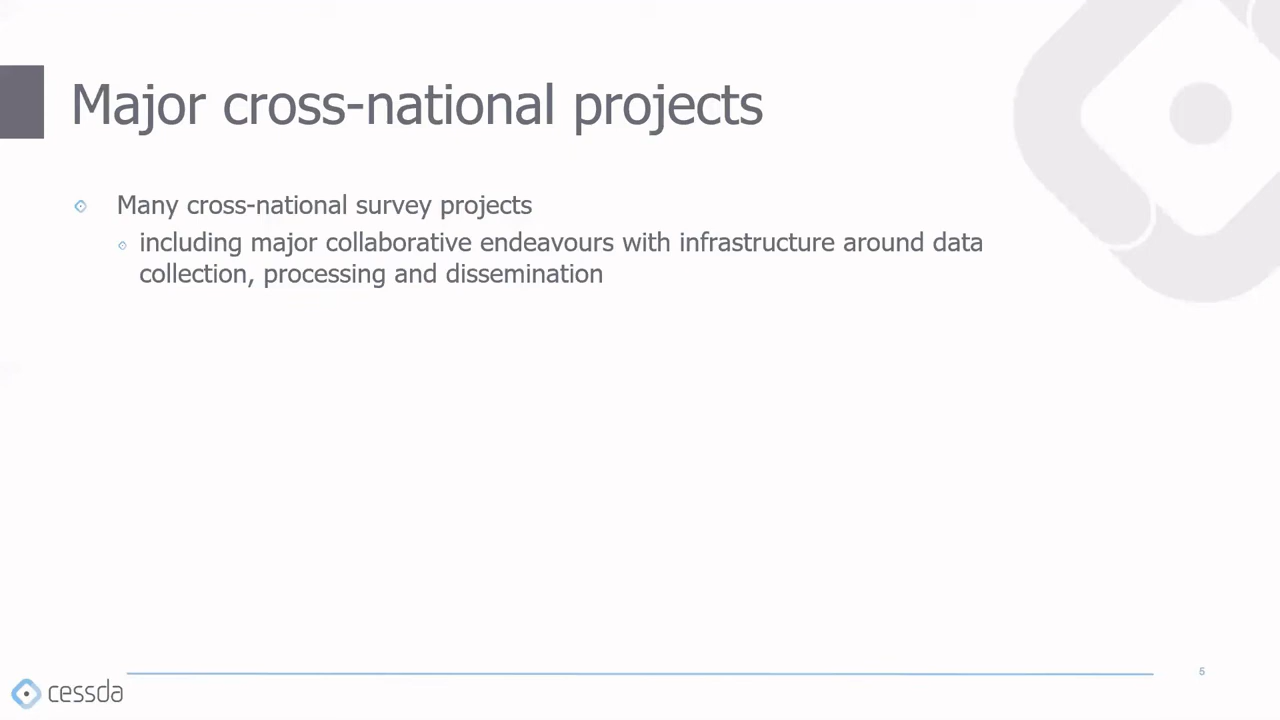 Major cross-national projects
Many cross-national survey projects
including major collaborative endeavours with infrastructure around data
collection, processing and dissemination
cessda